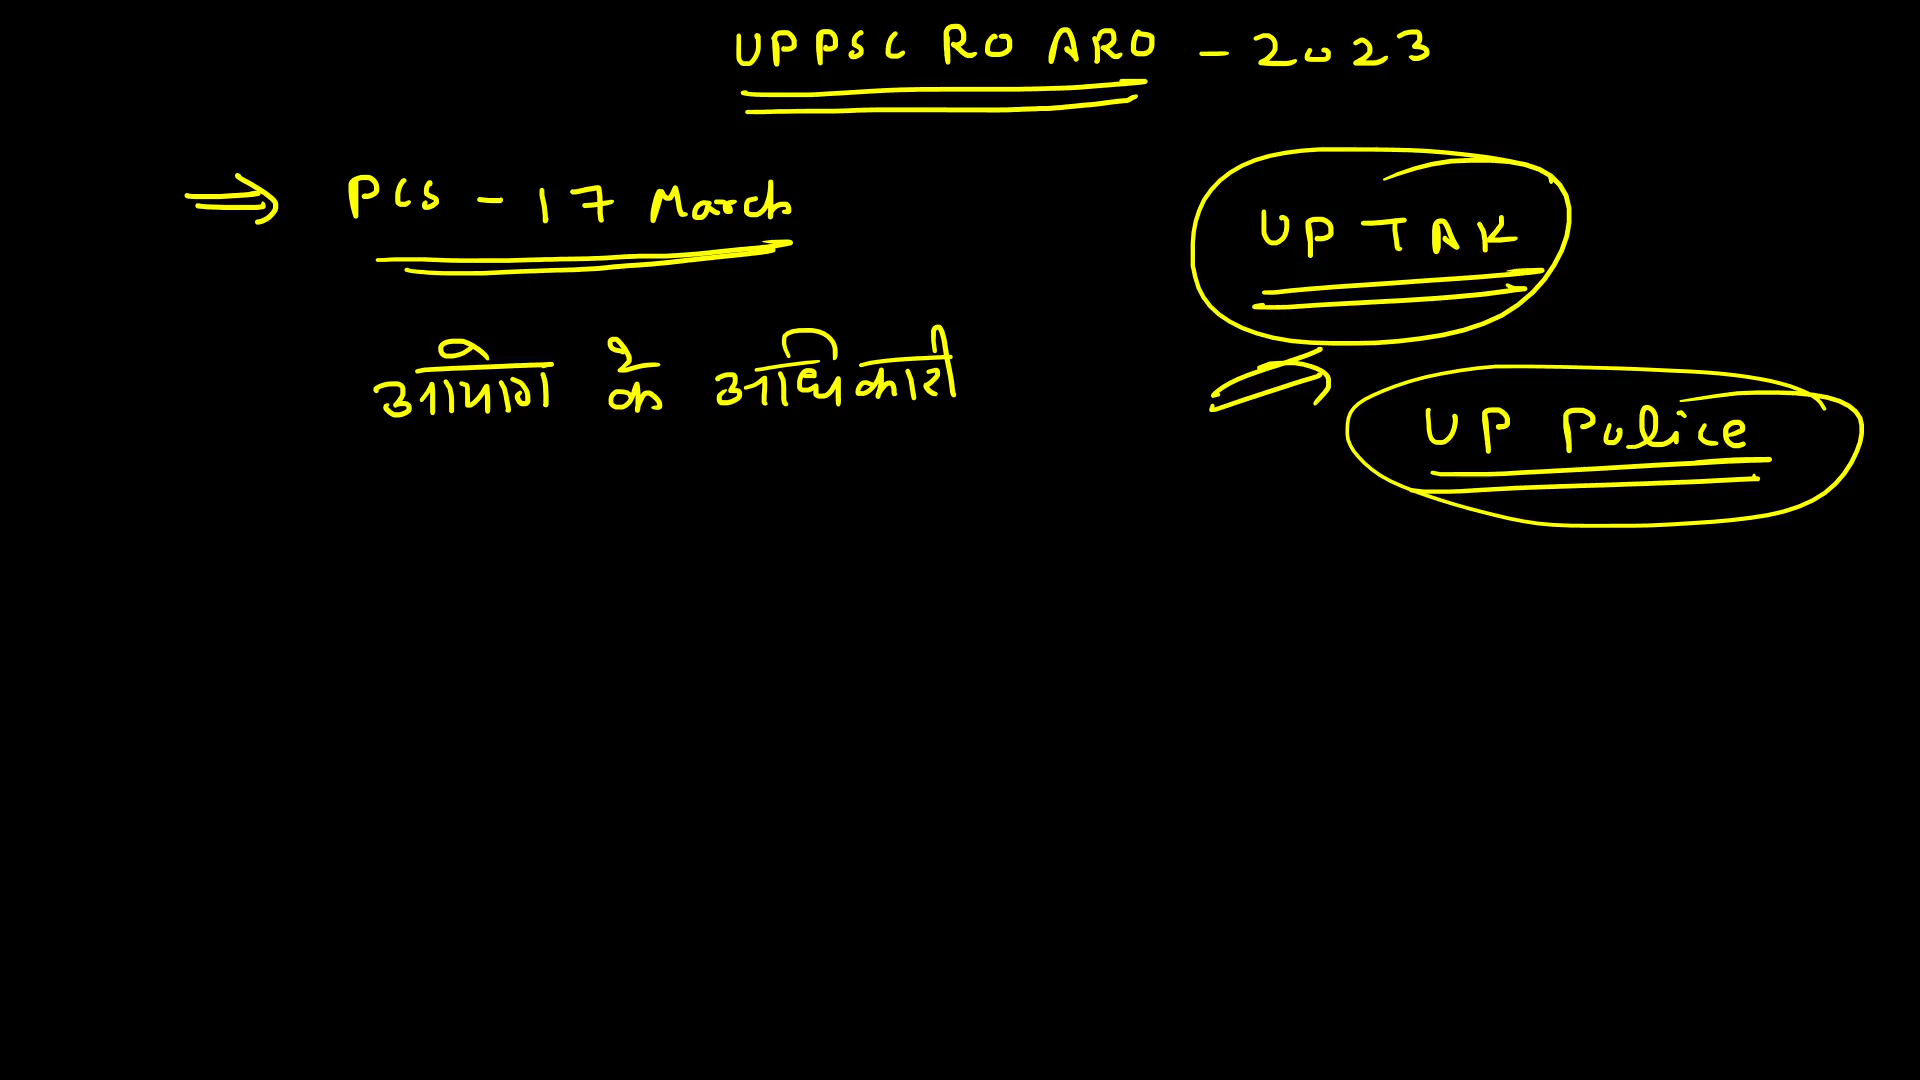 UPPSC RO ARO - 2023
⇒ PCS - 17 March
UP TAK
आयोग के अधिकारी
⇒ UP Police